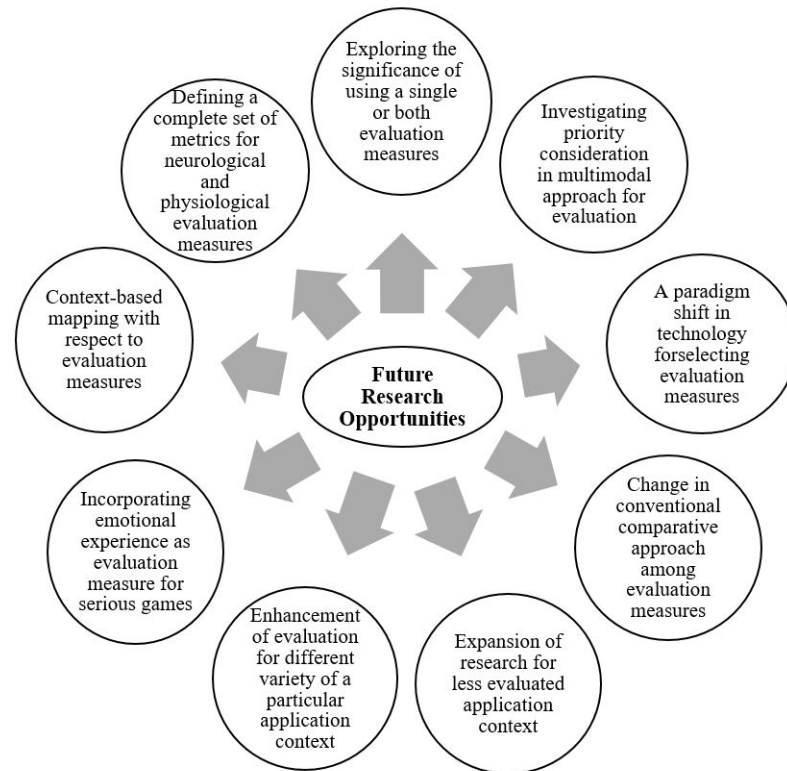 Exploring the
significance of
using a single
or both
evaluation
measures
Investigating
priority
consideration
in multimodal
approach for
evaluation
A paradigm
shift in
technology
forselecting
evaluation
measures
Change in
conventional
comparative
approach
among
evaluation
measures
Expansion of
research for
less evaluated
application
context
Enhancement
of evaluation
for different
variety of a
particular
application
context
Incorporating
emotional
experience as
evaluation
measure for
serious games
Context-based
mapping with
respect to
evaluation
measures
Defining a
complete set of
metrics for
neurological
and
physiological
evaluation
measures
Future
Research
Opportunities